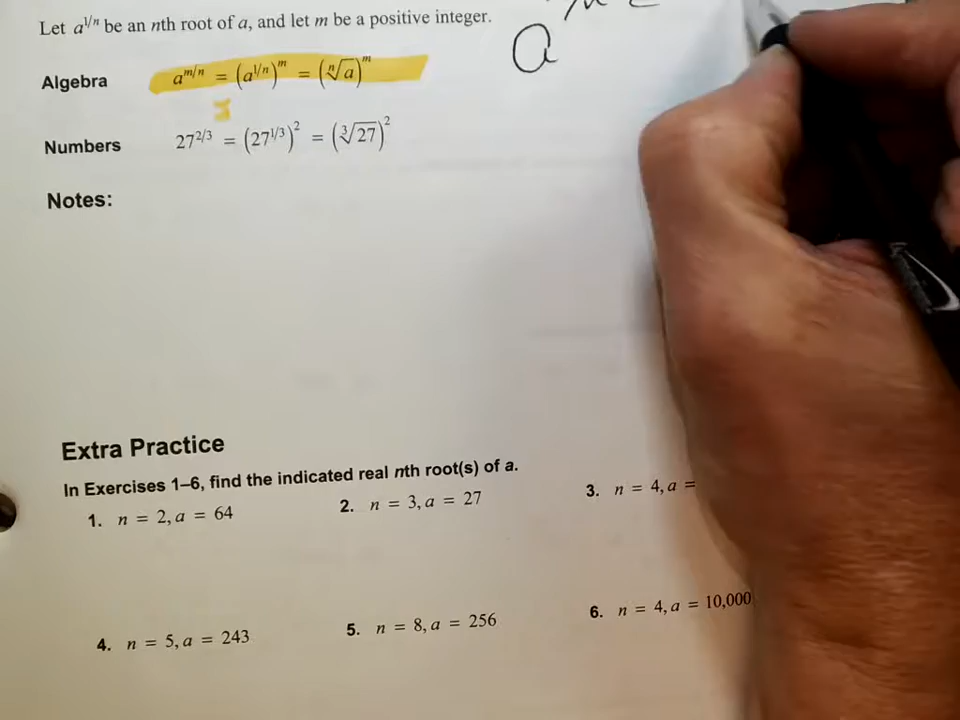 Let a^{1/n} be an nth root of a, and let m be a positive integer.
Algebra a^{m/n} = (a^{1/n})^m = (ⁿ√a)^m
Numbers 27^{2/3} = (27^{1/3})^2 = (³√27)^2
Notes:
a
Extra Practice
In Exercises 1–6, find the indicated real nth root(s) of a.
1. n = 2, a = 64 2. n = 3, a = 27 3. n = 4, a =
4. n = 5, a = 243 5. n = 8, a = 256 6. n = 4, a = 10,000